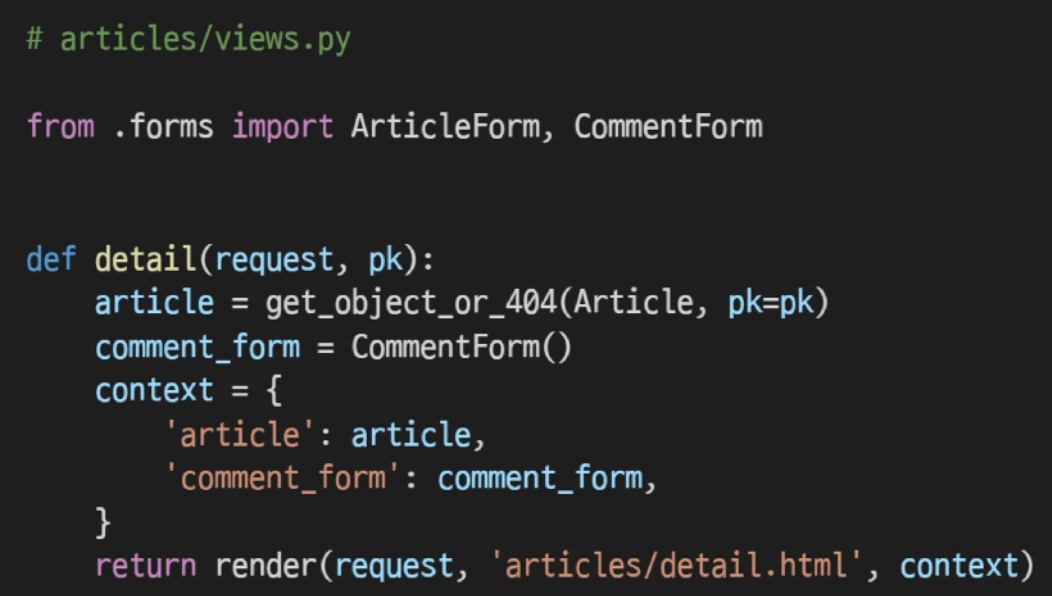 # articles/views.py
from .forms import ArticleForm, CommentForm
def detail(request, pk):
    article = get_object_or_404(Article, pk=pk)
    comment_form = CommentForm()
    context = {
        'article': article,
        'comment_form': comment_form,
    }
    return render(request, 'articles/detail.html', context)